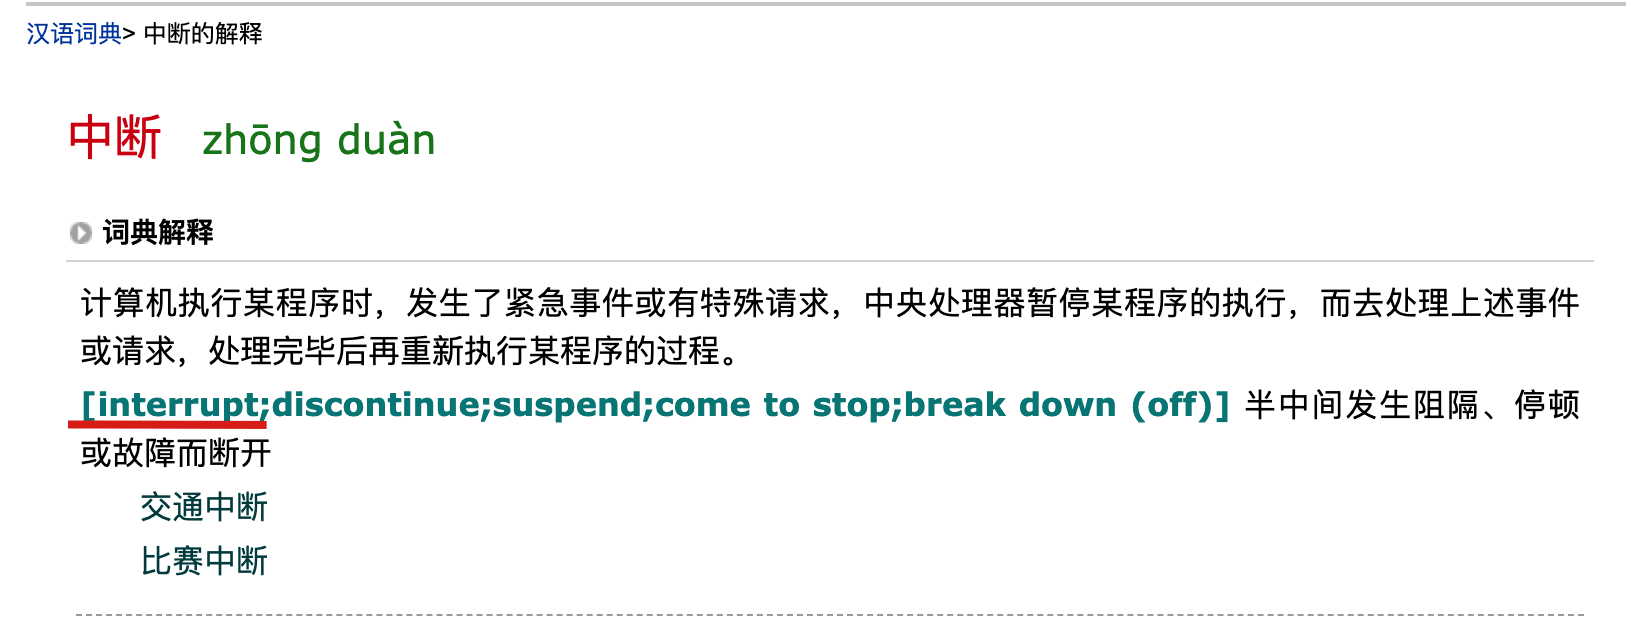 汉语词典> 中断的解释
中断 zhōng duàn
词典解释
计算机执行某程序时，发生了紧急事件或有特殊请求，中央处理器暂停某程序的执行，而去处理上述事件
或请求，处理完毕后再重新执行某程序的过程。
[interrupt;discontinue;suspend;come to stop;break down (off)] 半中间发生阻隔、停顿
或故障而断开
交通中断
比赛中断